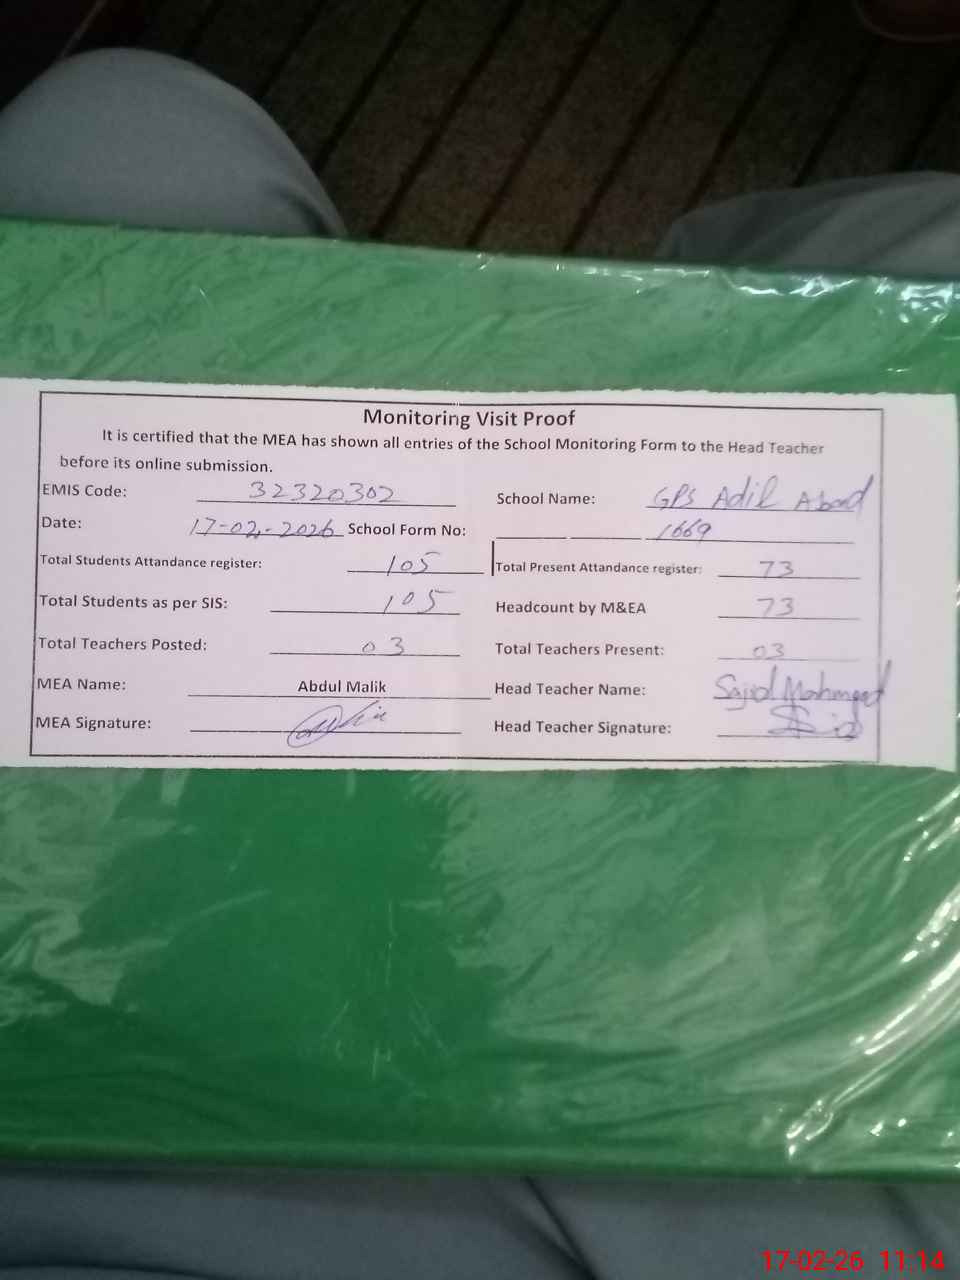 Monitoring Visit Proof
It is certified that the MEA has shown all entries of the School Monitoring Form to the Head Teacher
before its online submission.
EMIS Code: 32320302 School Name: GPS Adil Abad
Date: 17-02-2026 School Form No: 1669
Total Students Attandance register: 105 Total Present Attandance register: 73
Total Students as per SIS: 105 Headcount by M&EA 73
Total Teachers Posted: 03 Total Teachers Present: 03
MEA Name: Abdul Malik Head Teacher Name: Sajid Mahmood
MEA Signature: Head Teacher Signature:
17-02-26 11:14